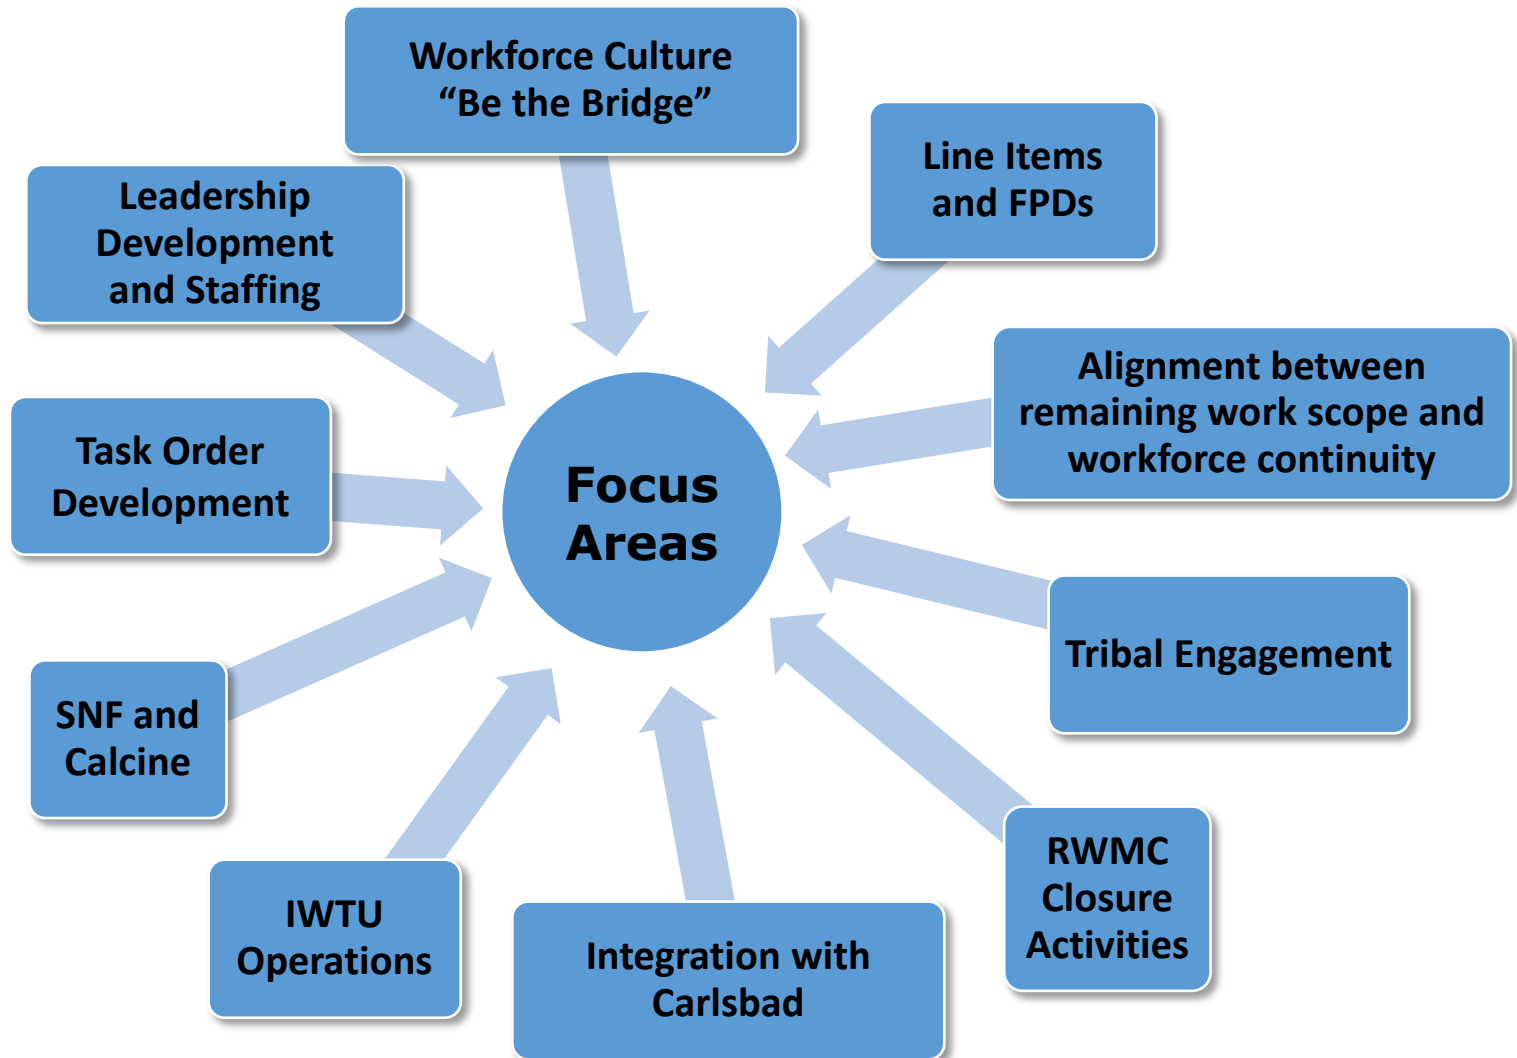 Workforce Culture
“Be the Bridge”
Line Items
and FPDs
Leadership
Development
and Staffing
Alignment between
remaining work scope and
workforce continuity
Task Order
Development
Focus
Areas
Tribal Engagement
SNF and
Calcine
RWMC
Closure
Activities
IWTU
Operations
Integration with
Carlsbad